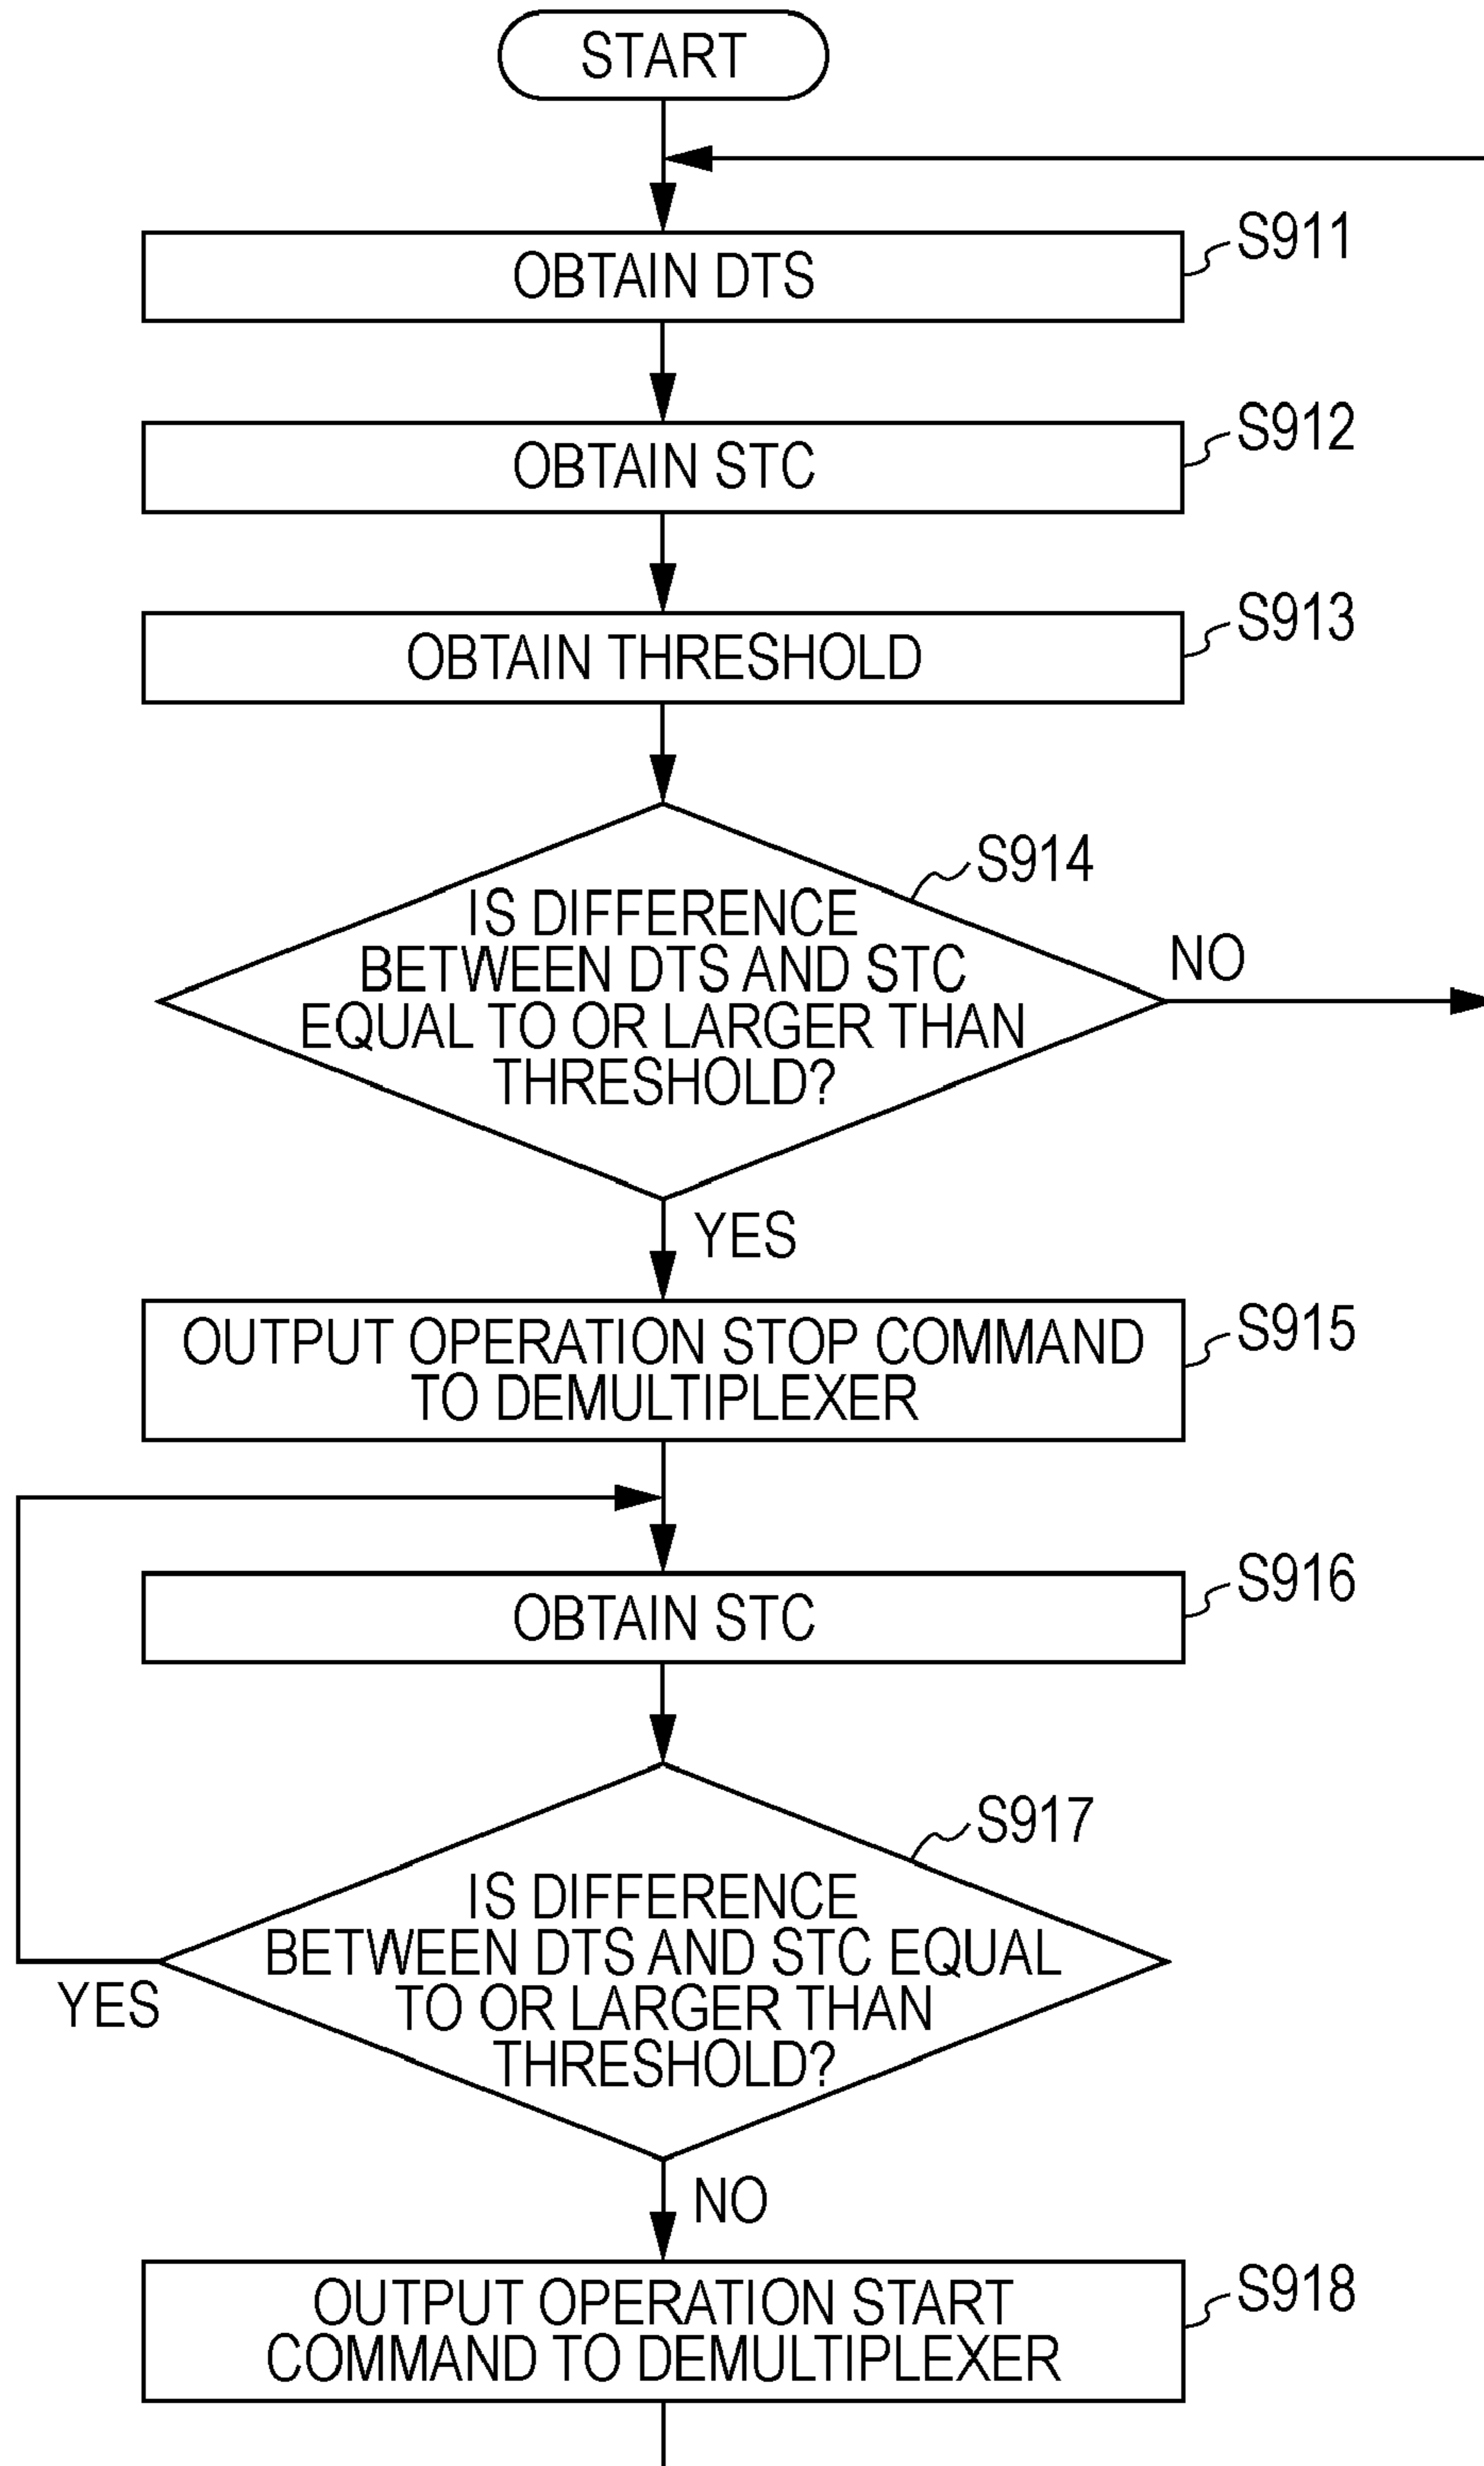 START
OBTAIN DTS
S911
OBTAIN STC
S912
OBTAIN THRESHOLD
S913
S914
IS DIFFERENCE
BETWEEN DTS AND STC
EQUAL TO OR LARGER THAN
THRESHOLD?
NO
YES
OUTPUT OPERATION STOP COMMAND
TO DEMULTIPLEXER
S915
OBTAIN STC
S916
S917
IS DIFFERENCE
BETWEEN DTS AND STC EQUAL
TO OR LARGER THAN
THRESHOLD?
YES
NO
OUTPUT OPERATION START
COMMAND TO DEMULTIPLEXER
S918